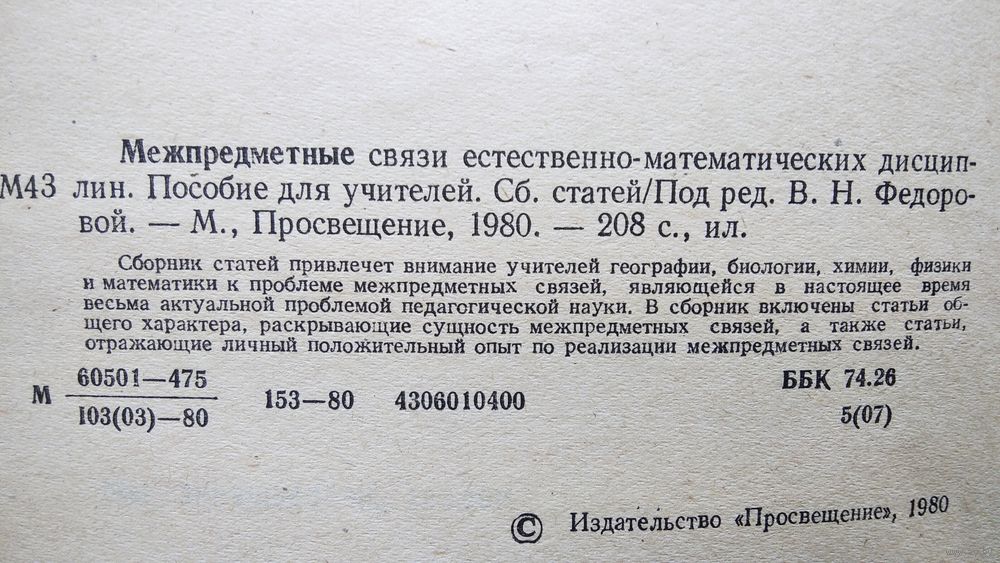 Межпредметные связи естественно-математических дисцип-
М43 лин. Пособие для учителей. Сб. статей/Под ред. В. Н. Федоро-
вой. — М., Просвещение, 1980. — 208 с., ил.
Сборник статей привлечет внимание учителей географии, биологии, химии, физики
и математики к проблеме межпредметных связей, являющейся в настоящее время
весьма актуальной проблемой педагогической науки. В сборник включены статьи об-
щего характера, раскрывающие сущность межпредметных связей, а также статьи,
отражающие личный положительный опыт по реализации межпредметных связей.
М 60501—475 153—80 4306010400 ББК 74.26
103(03)—80 5(07)
© Издательство «Просвещение», 1980